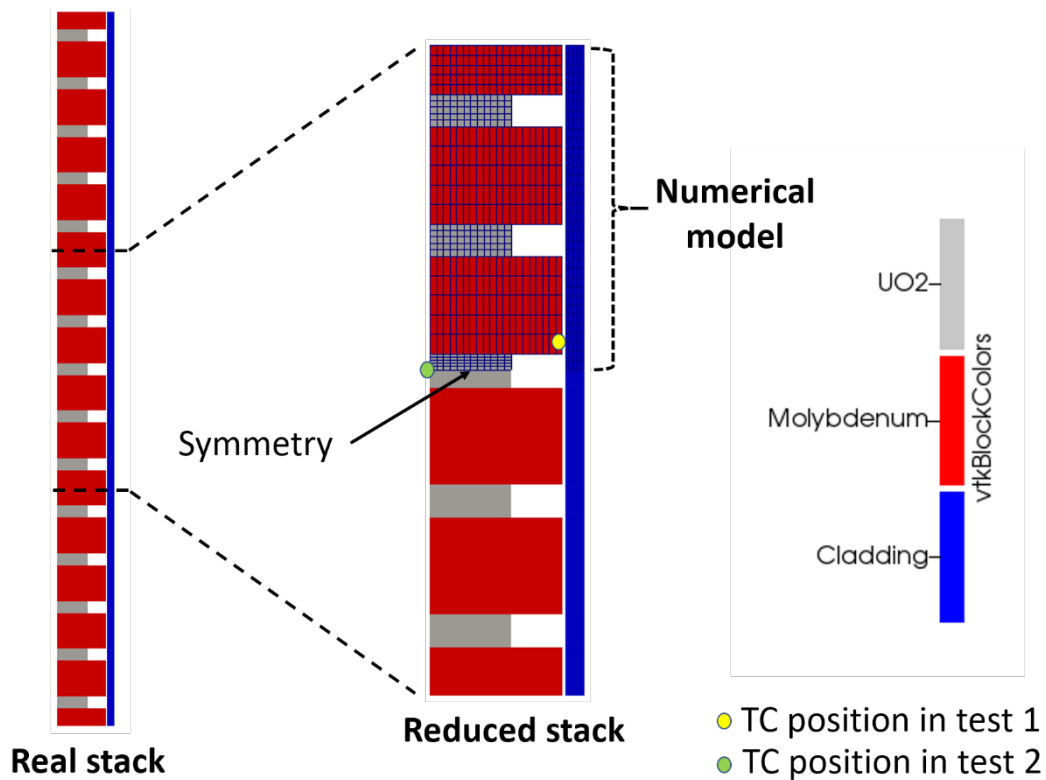 Numerical
model
UO2
Molybdenum
vtkBlockColors
Cladding
Symmetry
Reduced stack
Real stack
TC position in test 1
TC position in test 2